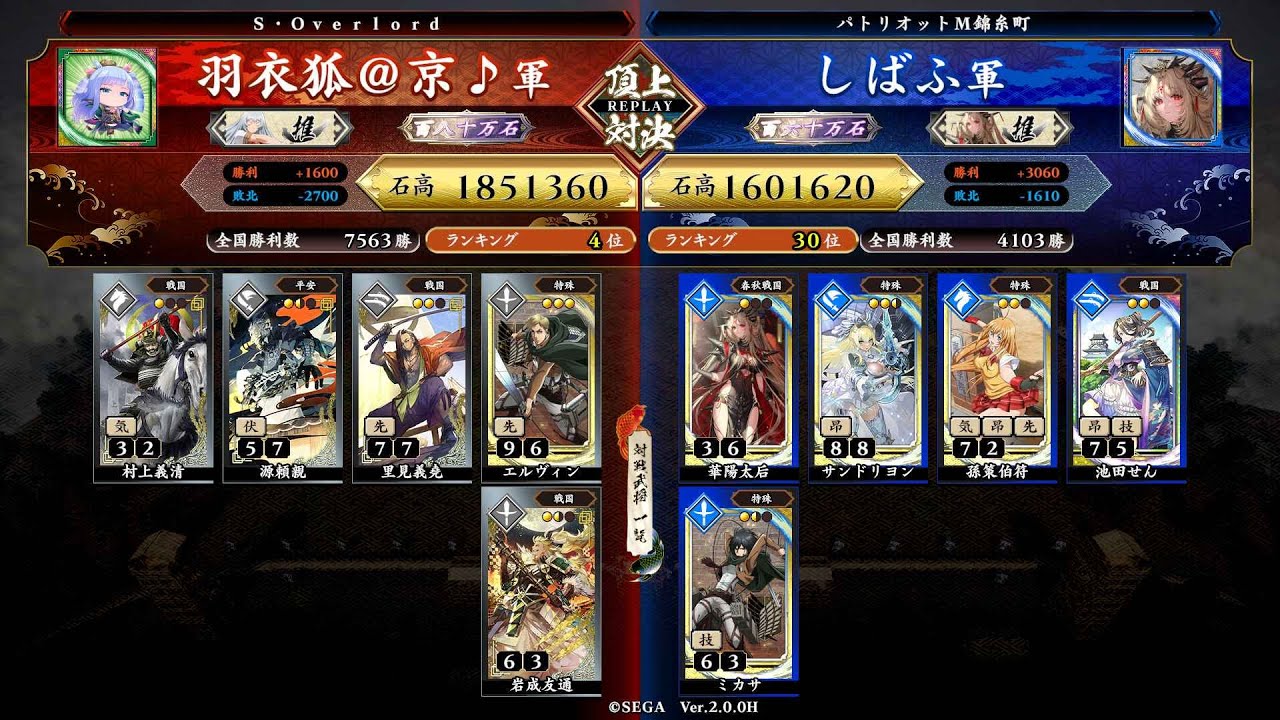 S・Overlord
パトリオットM錦糸町
羽衣狐@京♪軍
頂上
REPLAY
対決
しばふ軍
推
百八十万石
百六十万石
推
勝利 +1600
敗北 -2700
石高 1851360
石高 1601620
勝利 +3060
敗北 -1610
全国勝利数 7563勝
ランキング 4位
ランキング 30位
全国勝利数 4103勝
戦国
気
3 2
村上義清
平安
伏
5 7
源頼親
戦国
先
7 7
里見義堯
特殊
先
9 6
エルヴィン
春秋戦国
3 6
華陽太后
特殊
昂
8 8
サンドリヨン
特殊
気 昂 先
7 2
孫策伯符
戦国
昂 技
7 5
池田せん
対戦武将一覧
戦国
6 3
岩成友通
特殊
技
6 3
ミカサ
©SEGA Ver.2.0.0H